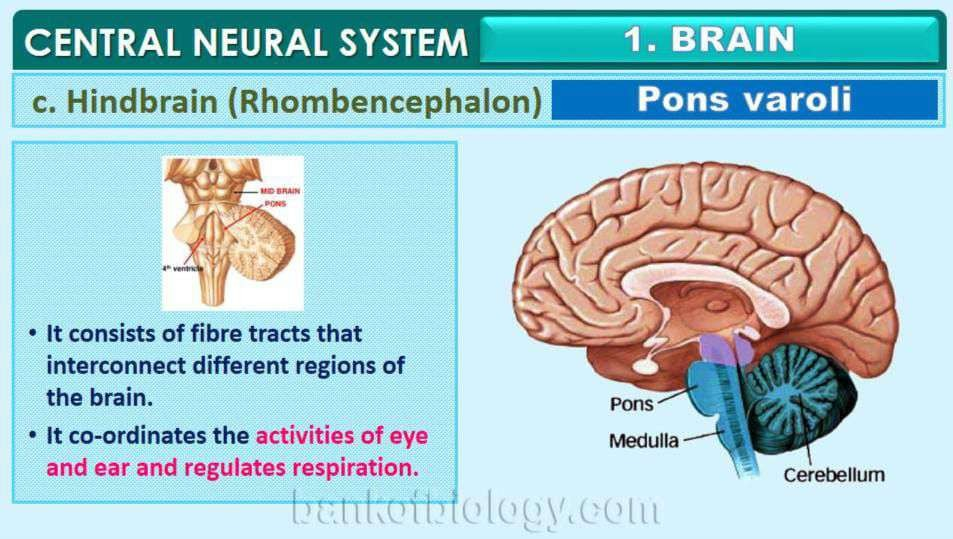 CENTRAL NEURAL SYSTEM
1. BRAIN
c. Hindbrain (Rhombencephalon)
Pons varoli
MID BRAIN
PONS
4th ventricle
• It consists of fibre tracts that
interconnect different regions of
the brain.
• It co-ordinates the activities of eye
and ear and regulates respiration.
Pons
Medulla
Cerebellum
bankofbiology.com